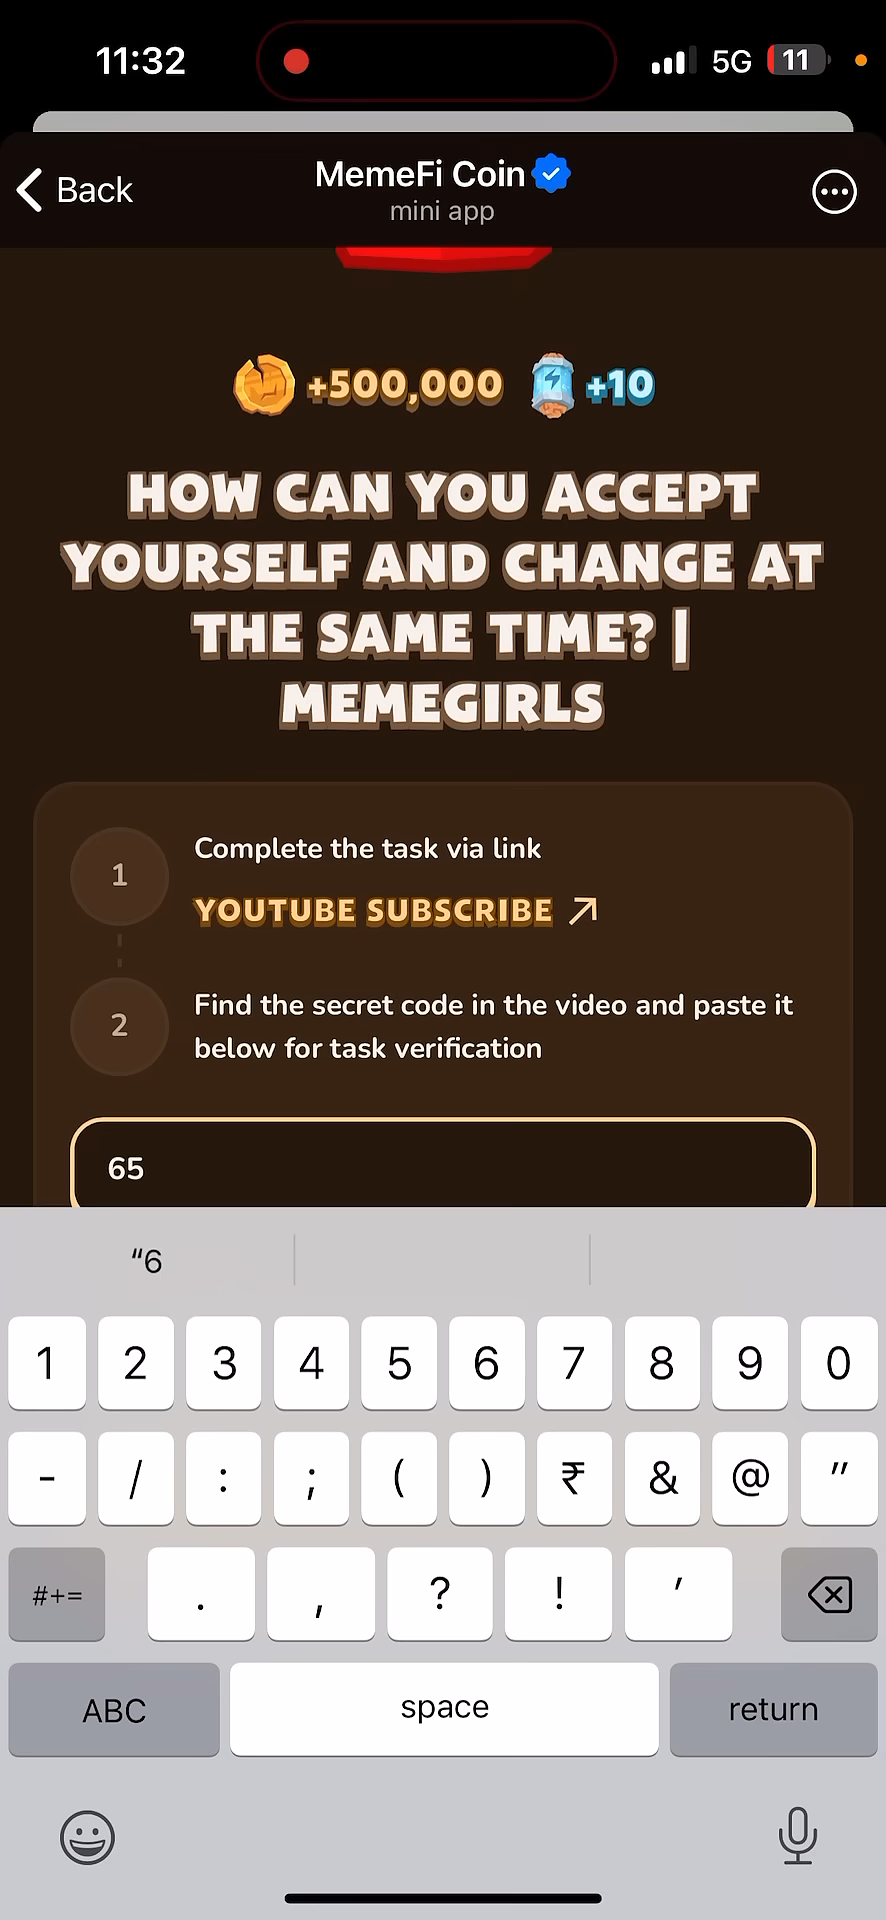 11:32
5G
11
Back
MemeFi Coin
mini app
+500,000
+10
HOW CAN YOU ACCEPT
YOURSELF AND CHANGE AT
THE SAME TIME? |
MEMEGIRLS
1
Complete the task via link
YOUTUBE SUBSCRIBE
2
Find the secret code in the video and paste it
below for task verification
65
“6
1 2 3 4 5 6 7 8 9 0
- / : ; ( ) ₹ & @ "
#+= . , ? ! '
ABC space return